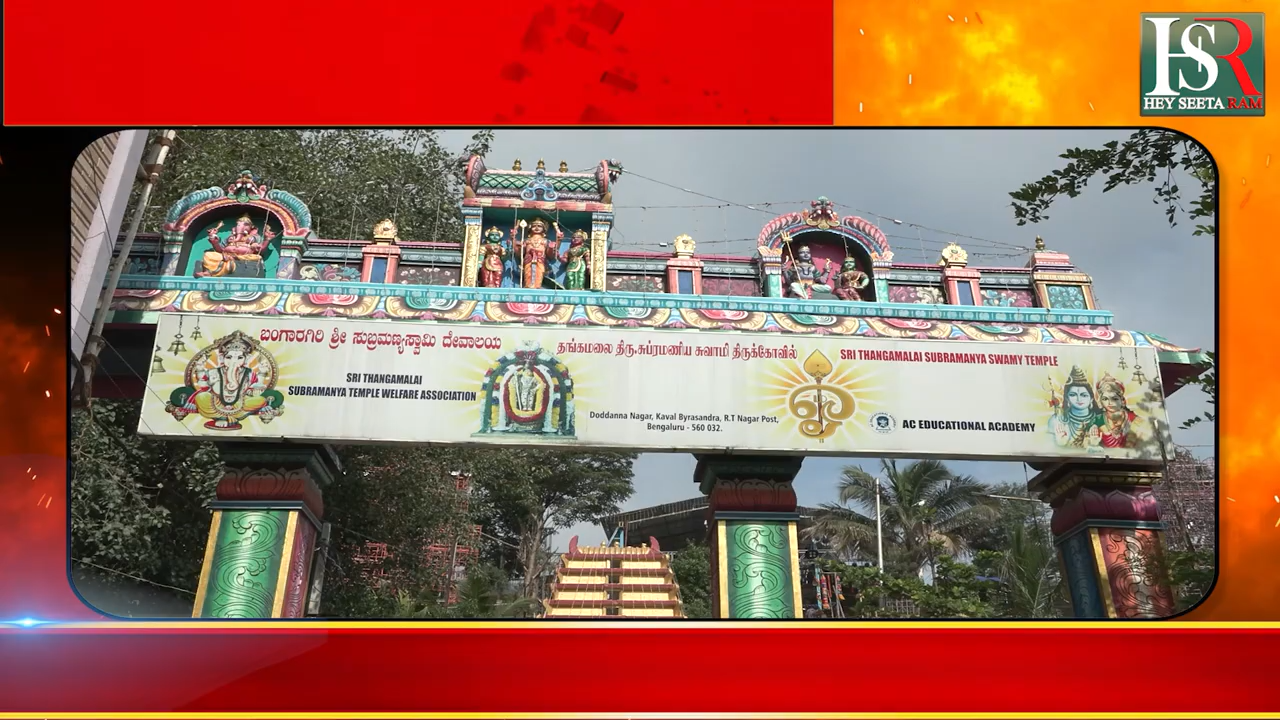 HSR
HEY SEETA RAM
ಬಂಗಾರಗಿರಿ ಶ್ರೀ ಸುಬ್ರಮಣ್ಯಸ್ವಾಮಿ ದೇವಾಲಯ
SRI THANGAMALAI
SUBRAMANYA TEMPLE WELFARE ASSOCIATION
தங்கமலை திரு.சுப்ரமணிய சுவாமி திருக்கோவில்
Doddanna Nagar, Kaval Byrasandra, R.T Nagar Post,
Bengaluru - 560 032.
SRI THANGAMALAI SUBRAMANYA SWAMY TEMPLE
AC EDUCATIONAL ACADEMY